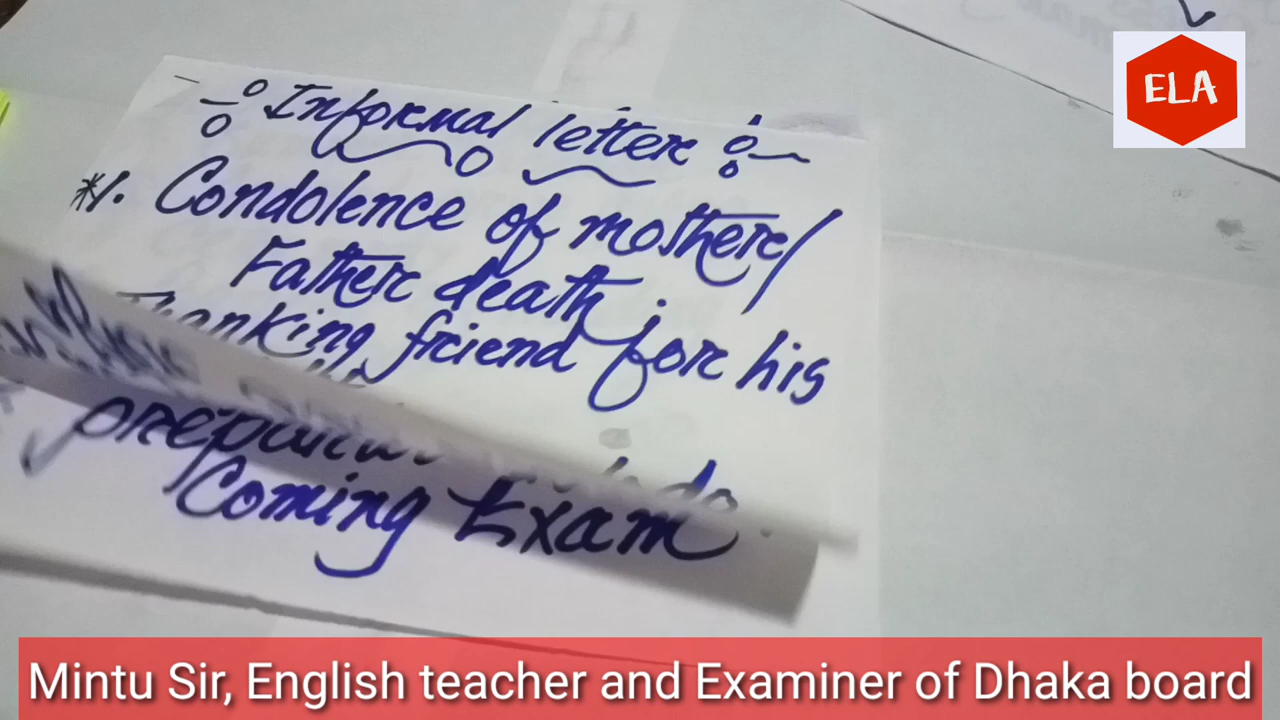 ELA
Informal letter
*1. Condolence of mother/
Father death.
Thanking friend for his
Coming Exam
Mintu Sir, English teacher and Examiner of Dhaka board